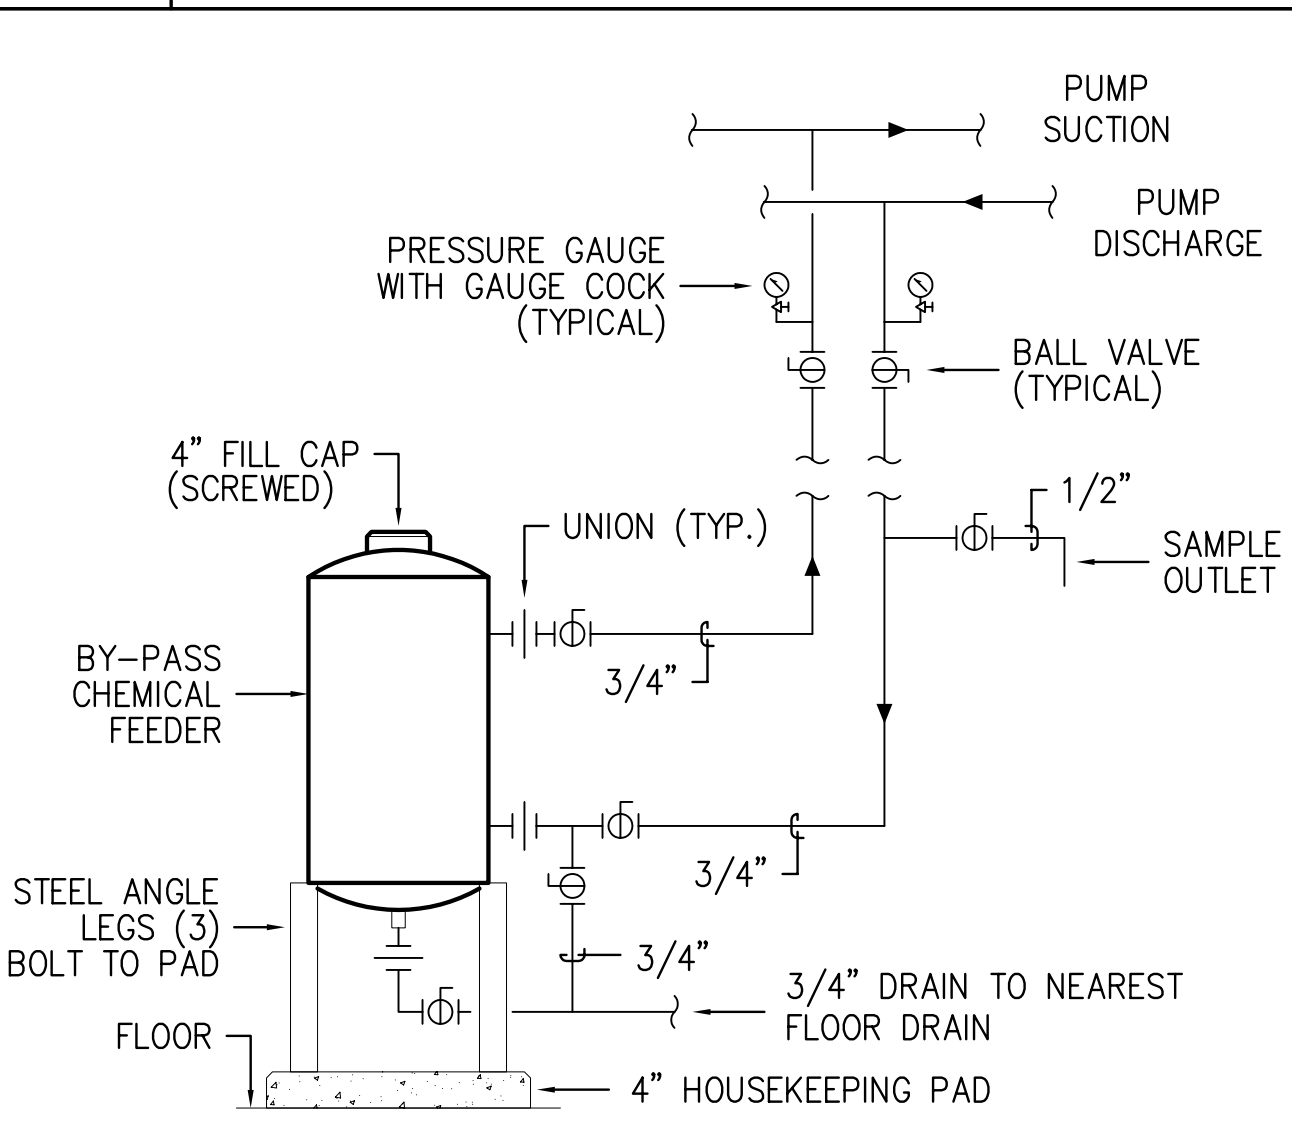 PUMP
SUCTION
PUMP
DISCHARGE
PRESSURE GAUGE
WITH GAUGE COCK
(TYPICAL)
BALL VALVE
(TYPICAL)
4” FILL CAP
(SCREWED)
1/2”
UNION (TYP.)
SAMPLE
OUTLET
BY-PASS
CHEMICAL
FEEDER
3/4”
3/4”
STEEL ANGLE
LEGS (3)
BOLT TO PAD
3/4”
3/4” DRAIN TO NEAREST
FLOOR DRAIN
FLOOR
4” HOUSEKEEPING PAD